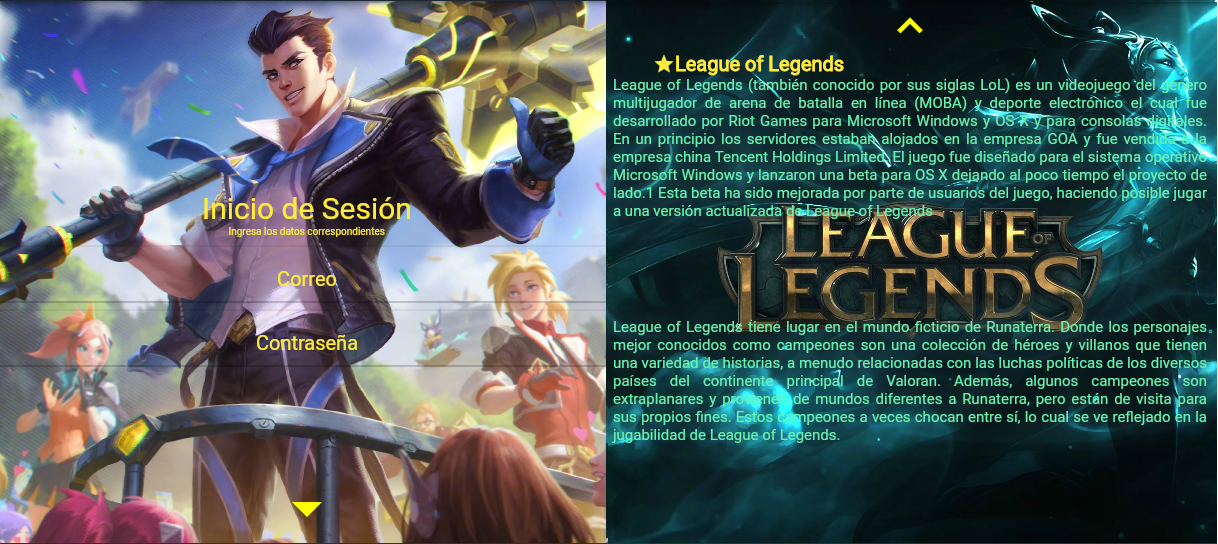 Inicio de Sesión
Ingresa los datos correspondientes
Correo
Contraseña
League of Legends
League of Legends (también conocido por sus siglas LoL) es un videojuego del género
multijugador de arena de batalla en línea (MOBA) y deporte electrónico el cual fue
desarrollado por Riot Games para Microsoft Windows y OS X y para consolas digitales.
En un principio los servidores estaban alojados en la empresa GOA y fue vendida a la
empresa china Tencent Holdings Limited. El juego fue diseñado para el sistema operativo
Microsoft Windows y lanzaron una beta para OS X dejando al poco tiempo el proyecto de
lado.1 Esta beta ha sido mejorada por parte de usuarios del juego, haciendo posible jugar
a una versión actualizada de League of Legends
LEAGUE OF
LEGENDS
League of Legends tiene lugar en el mundo ficticio de Runaterra. Donde los personajes
mejor conocidos como campeones son una colección de héroes y villanos que tienen
una variedad de historias, a menudo relacionadas con las luchas políticas de los diversos
países del continente principal de Valoran. Además, algunos campeones son
extraplanares y provienen de mundos diferentes a Runaterra, pero están de visita para
sus propios fines. Estos campeones a veces chocan entre sí, lo cual se ve reflejado en la
jugabilidad de League of Legends.